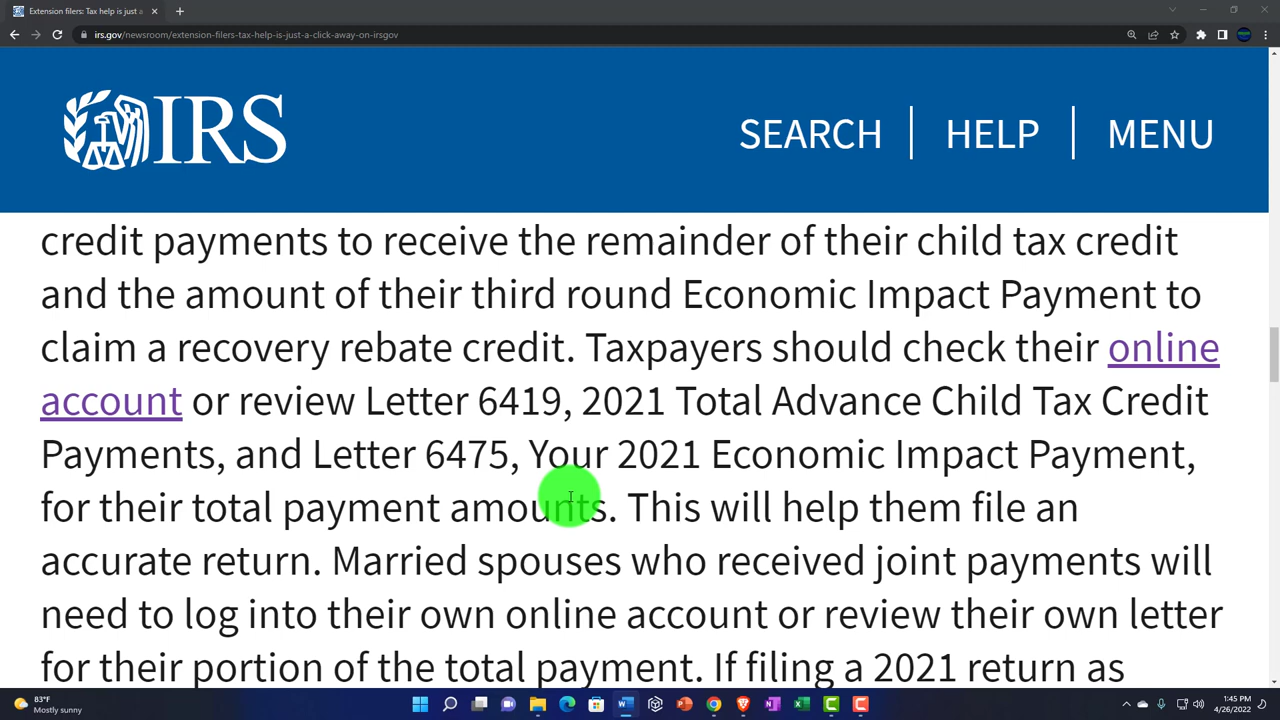 Extension filers: Tax help is just a
irs.gov/newsroom/extension-filers-tax-help-is-just-a-click-away-on-irsgov
IRS
SEARCH
HELP
MENU
credit payments to receive the remainder of their child tax credit
and the amount of their third round Economic Impact Payment to
claim a recovery rebate credit. Taxpayers should check their online
account or review Letter 6419, 2021 Total Advance Child Tax Credit
Payments, and Letter 6475, Your 2021 Economic Impact Payment,
for their total payment amounts. This will help them file an
accurate return. Married spouses who received joint payments will
need to log into their own online account or review their own letter
for their portion of the total payment. If filing a 2021 return as
83°F
Mostly sunny
1:45 PM
4/26/2022